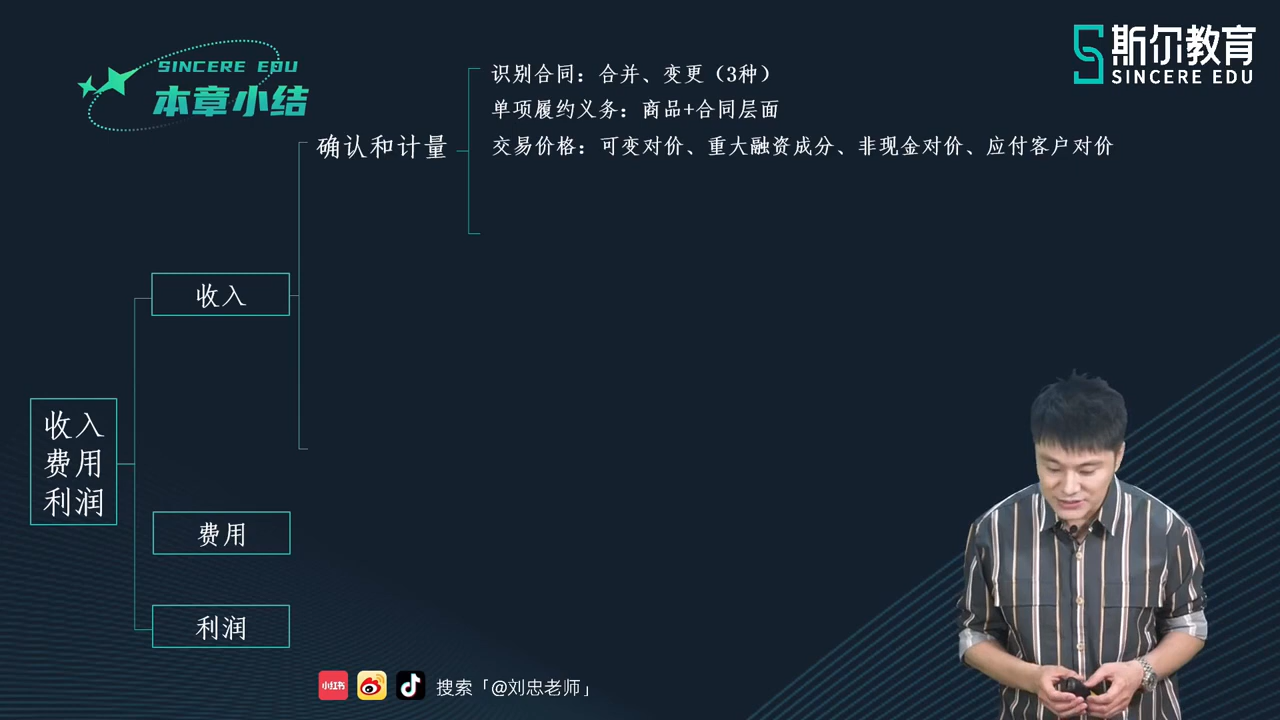 SINCERE EDU
本章小结
斯尔教育
SINCERE EDU
识别合同：合并、变更（3种）
单项履约义务：商品+合同层面
确认和计量
交易价格：可变对价、重大融资成分、非现金对价、应付客户对价
收入
收入
费用
利润
费用
利润
小红书
搜索「@刘忠老师」